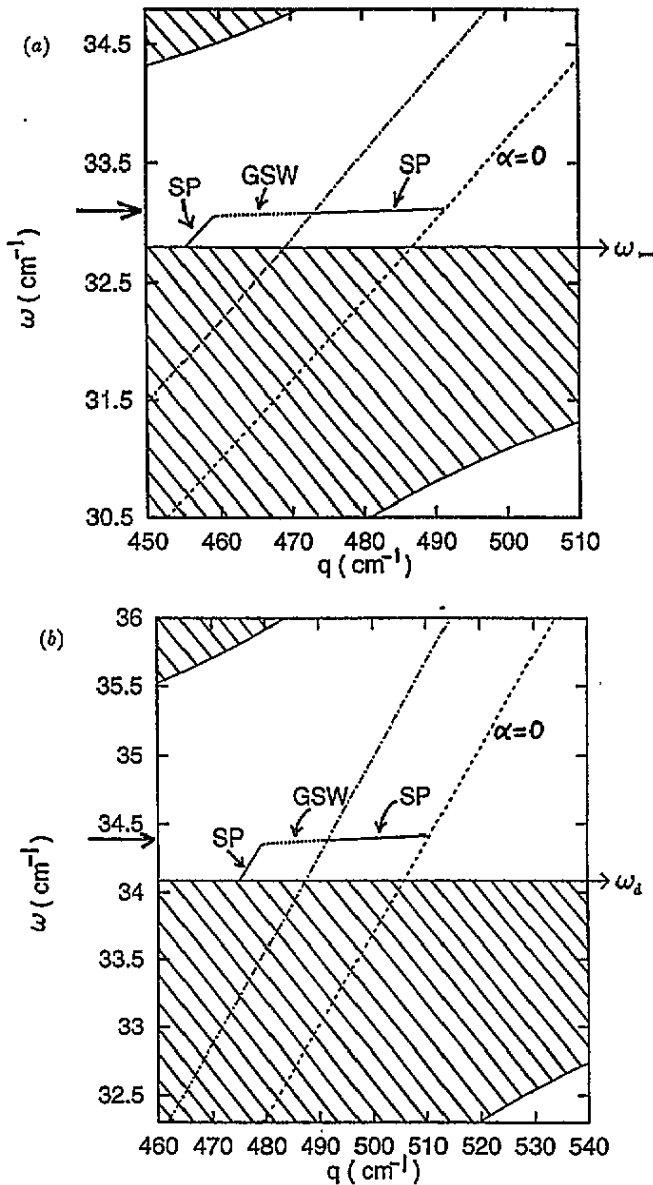 (a)
34.5
33.5
32.5
31.5
30.5
ω (cm⁻¹)
SP
GSW
SP
α=0
450 460 470 480 490 500 510
q (cm⁻¹)
(b)
36
35.5
35
34.5
34
33.5
33
32.5
ω (cm⁻¹)
SP
GSW
SP
α=0
460 470 480 490 500 510 520 530 540
q (cm⁻¹)